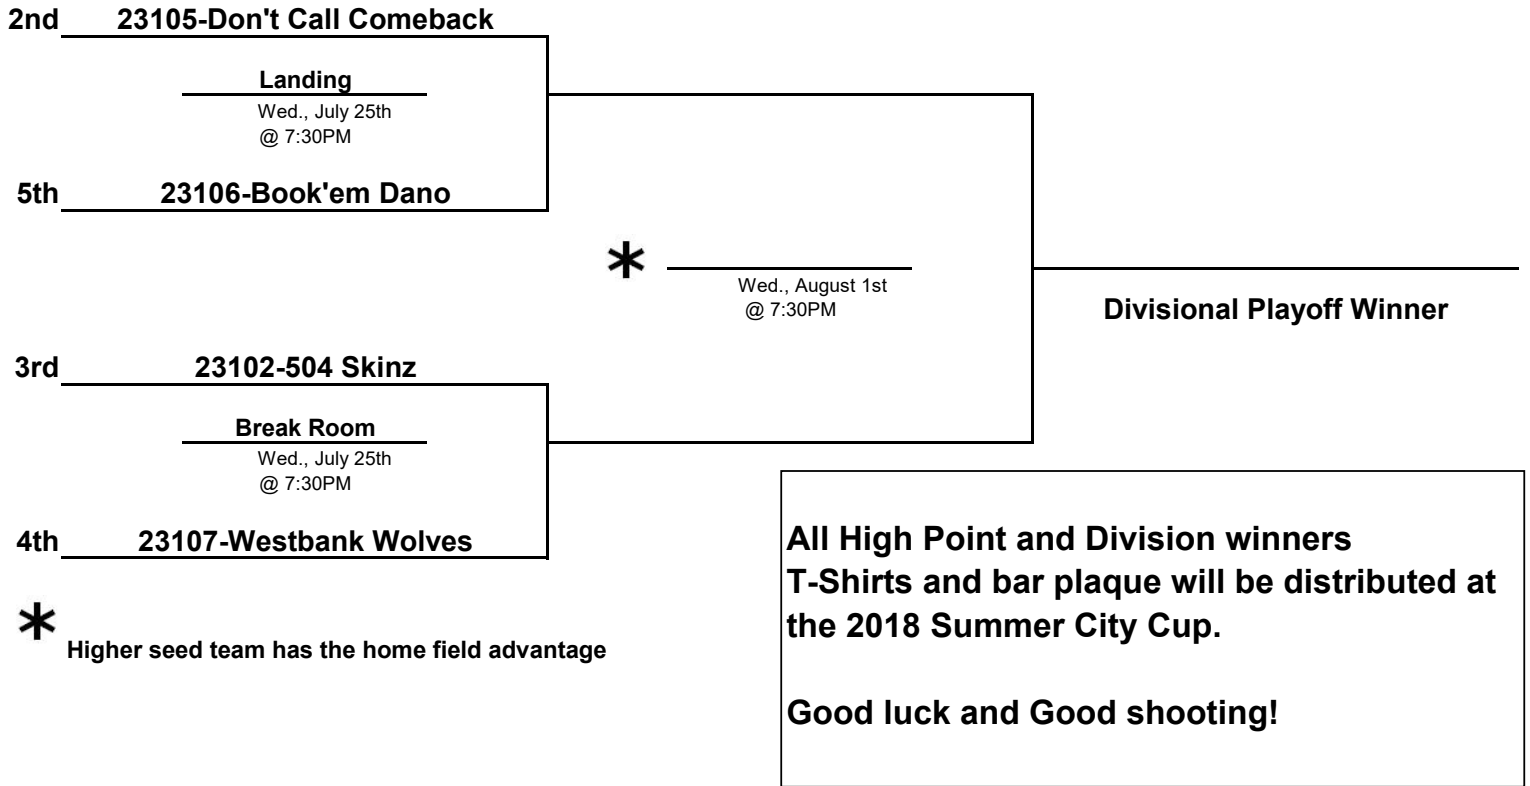 2nd 23105-Don't Call Comeback
Landing
Wed., July 25th
@ 7:30PM
5th 23106-Book'em Dano
*
Wed., August 1st
@ 7:30PM
Divisional Playoff Winner
3rd 23102-504 Skinz
Break Room
Wed., July 25th
@ 7:30PM
4th 23107-Westbank Wolves
* Higher seed team has the home field advantage
All High Point and Division winners
T-Shirts and bar plaque will be distributed at
the 2018 Summer City Cup.
Good luck and Good shooting!